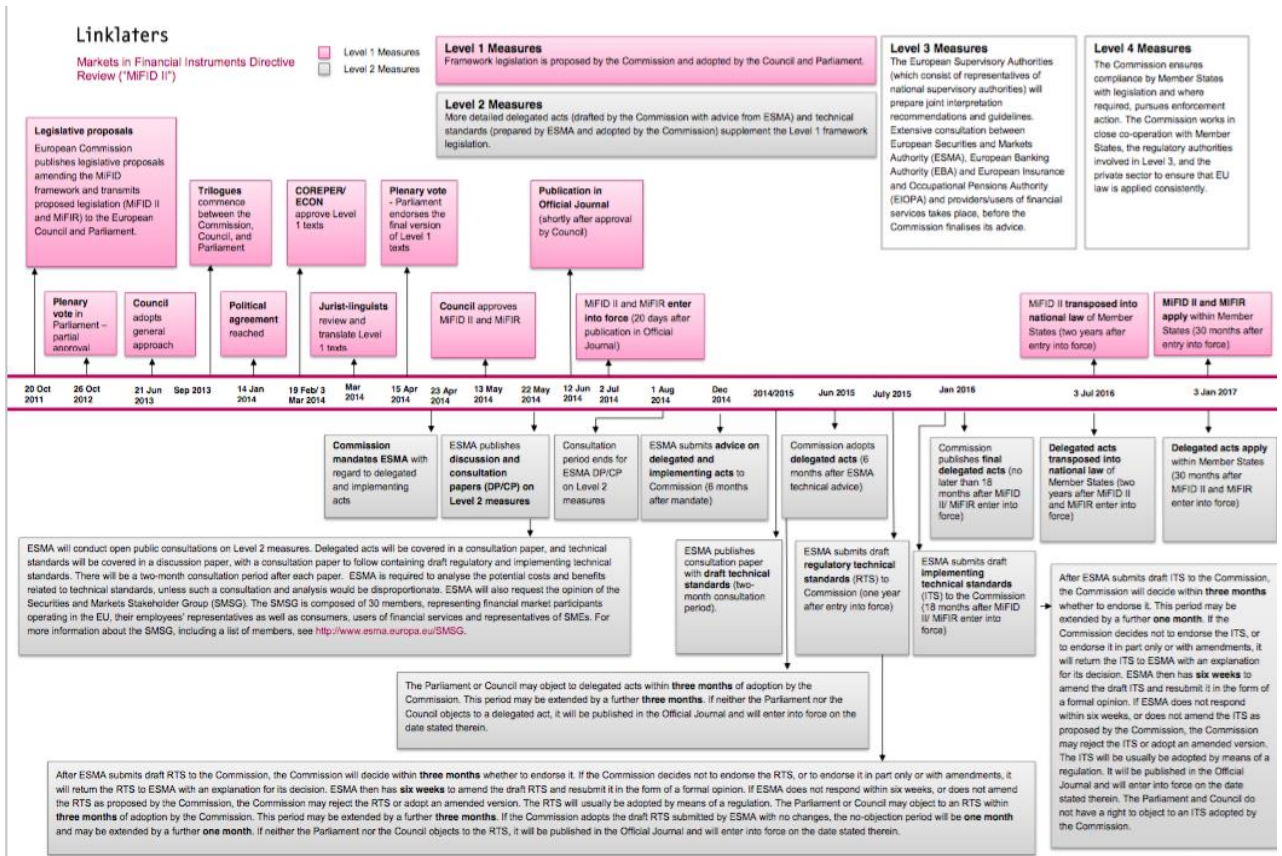 Linklaters
Markets in Financial Instruments Directive
Review ("MiFID II")
Level 1 Measures
Level 2 Measures
Level 1 Measures
Framework legislation is proposed by the Commission and adopted by the Council and Parliament.
Level 2 Measures
More detailed delegated acts (drafted by the Commission with advice from ESMA) and technical
standards (prepared by ESMA and adopted by the Commission) supplement the Level 1 framework
legislation.
Level 3 Measures
The European Supervisory Authorities
(which consist of representatives of
national supervisory authorities) will
prepare joint interpretation
recommendations and guidelines.
Extensive consultation between
European Securities and Markets
Authority (ESMA), European Banking
Authority (EBA) and European Insurance
and Occupational Pensions Authority
(EIOPA) and providers/users of financial
services takes place, before the
Commission finalises its advice.
Level 4 Measures
The Commission ensures
compliance by Member States
with legislation and where
required, pursues enforcement
action. The Commission works in
close co-operation with Member
States, the regulatory authorities
involved in Level 3, and the
private sector to ensure that EU
law is applied consistently.
Legislative proposals
European Commission
publishes legislative proposals
amending the MiFID
framework and transmits
proposed legislation (MiFID II
and MiFIR) to the European
Council and Parliament.
Trilogues
commence
between the
Commission,
Council, and
Parliament
COREPER/
ECON
approve Level
1 texts
Plenary vote
- Parliament
endorses the
final version
of Level 1
texts
Publication in
Official Journal
(shortly after approval
by Council)
Plenary
vote in
Parliament –
partial
approval
Council
adopts
general
approach
Political
agreement
reached
Jurist-linguists
review and
translate Level
1 texts
Council approves
MiFID II and MiFIR
MiFID II and MiFIR enter
into force (20 days after
publication in Official
Journal)
MiFID II transposed into
national law of Member
States (two years after
entry into force)
MiFID II and MiFIR
apply within Member
States (30 months after
entry into force)
20 Oct
2011
26 Oct
2012
21 Jun
2013
Sep 2013
14 Jan
2014
19 Feb/ 3
Mar 2014
Mar
2014
15 Apr
2014
23 Apr
2014
13 May
2014
22 May
2014
12 Jun
2014
2 Jul
2014
1 Aug
2014
Dec
2014
2014/2015
Jun 2015
July 2015
Jan 2016
3 Jul 2016
3 Jan 2017
Commission
mandates ESMA with
regard to delegated
and implementing
acts
ESMA publishes
discussion and
consultation
papers (DP/CP) on
Level 2 measures
Consultation
period ends for
ESMA DP/CP
on Level 2
measures
ESMA submits advice on
delegated and
implementing acts to
Commission (6 months
after mandate)
Commission adopts
delegated acts (6
months after ESMA
technical advice)
Commission
publishes final
delegated acts (no
later than 18
months after MiFID
II/ MiFIR enter into
force)
Delegated acts
transposed into
national law of
Member States (two
years after MiFID II
and MiFIR enter into
force)
Delegated acts apply
within Member States
(30 months after
MiFID II and MiFIR
enter into force)
ESMA will conduct open public consultations on Level 2 measures. Delegated acts will be covered in a consultation paper, and technical
standards will be covered in a discussion paper, with a consultation paper to follow containing draft regulatory and implementing technical
standards. There will be a two-month consultation period after each paper. ESMA is required to analyse the potential costs and benefits
related to technical standards, unless such a consultation and analysis would be disproportionate. ESMA will also request the opinion of the
Securities and Markets Stakeholder Group (SMSG). The SMSG is composed of 30 members, representing financial market participants
operating in the EU, their employees' representatives as well as consumers, users of financial services and representatives of SMEs. For
more information about the SMSG, including a list of members, see http://www.esma.europa.eu/SMSG.
ESMA publishes
consultation paper
with draft technical
standards (two-
month consultation
period).
ESMA submits draft
regulatory technical
standards (RTS) to
Commission (one
year after entry into
force)
ESMA submits draft
implementing
technical standards
(ITS) to the Commission
(18 months after MiFID
II/ MiFIR enter into
force)
After ESMA submits draft ITS to the Commission,
the Commission will decide within three months
whether to endorse it. This period may be
extended by a further one month. If the
Commission decides not to endorse the ITS, or
to endorse it in part only or with amendments, it
will return the ITS to ESMA with an explanation
for its decision. ESMA then has six weeks to
amend the draft ITS and resubmit it in the form of
a formal opinion. If ESMA does not respond
within six weeks, or does not amend the ITS as
proposed by the Commission, the Commission
may reject the ITS or adopt an amended version.
The ITS will be usually be adopted by means of a
regulation. It will be published in the Official
Journal and will enter into force on the date
stated therein. The Parliament and Council do
not have a right to object to an ITS adopted by
the Commission.
The Parliament or Council may object to delegated acts within three months of adoption by the
Commission. This period may be extended by a further three months. If neither the Parliament nor the
Council objects to a delegated act, it will be published in the Official Journal and will enter into force on the
date stated therein.
After ESMA submits draft RTS to the Commission, the Commission will decide within three months whether to endorse it. If the Commission decides not to endorse the RTS, or to endorse it in part only or with amendments, it
will return the RTS to ESMA with an explanation for its decision. ESMA then has six weeks to amend the draft RTS and resubmit it in the form of a formal opinion. If ESMA does not respond within six weeks, or does not amend
the RTS as proposed by the Commission, the Commission may reject the RTS or adopt an amended version. The RTS will usually be adopted by means of a regulation. The Parliament or Council may object to an RTS within
three months of adoption by the Commission. This period may be extended by a further three months. If the Commission adopts the draft RTS submitted by ESMA with no changes, the no-objection period will be one month
and may be extended by a further one month. If neither the Parliament nor the Council objects to the RTS, it will be published in the Official Journal and will enter into force on the date stated therein.